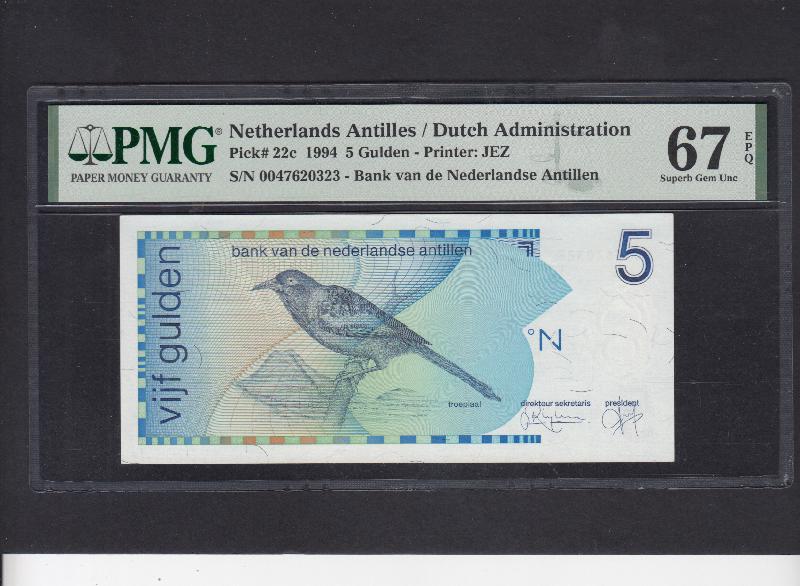 PMG®
PAPER MONEY GUARANTY
Netherlands Antilles / Dutch Administration
Pick# 22c 1994 5 Gulden - Printer: JEZ
S/N 0047620323 - Bank van de Nederlandse Antillen
67
EPQ
Superb Gem Unc
bank van de nederlandse antillen
5
vijf gulden
N
troepiaal
direkteur sekretaris
president